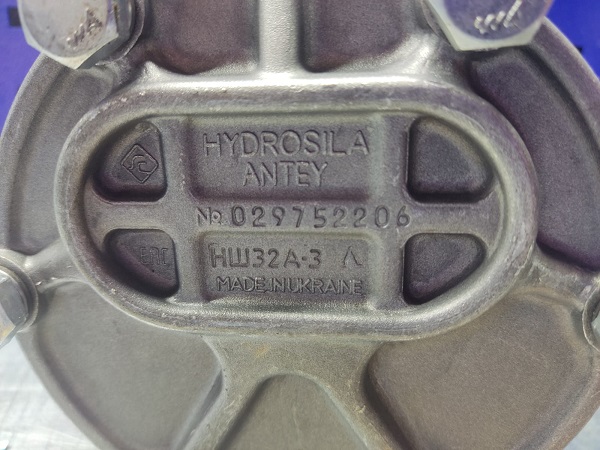 HYDROSILA
ANTEY
№ 029752206
НШ32А-3 Л
MADE IN UKRAINE